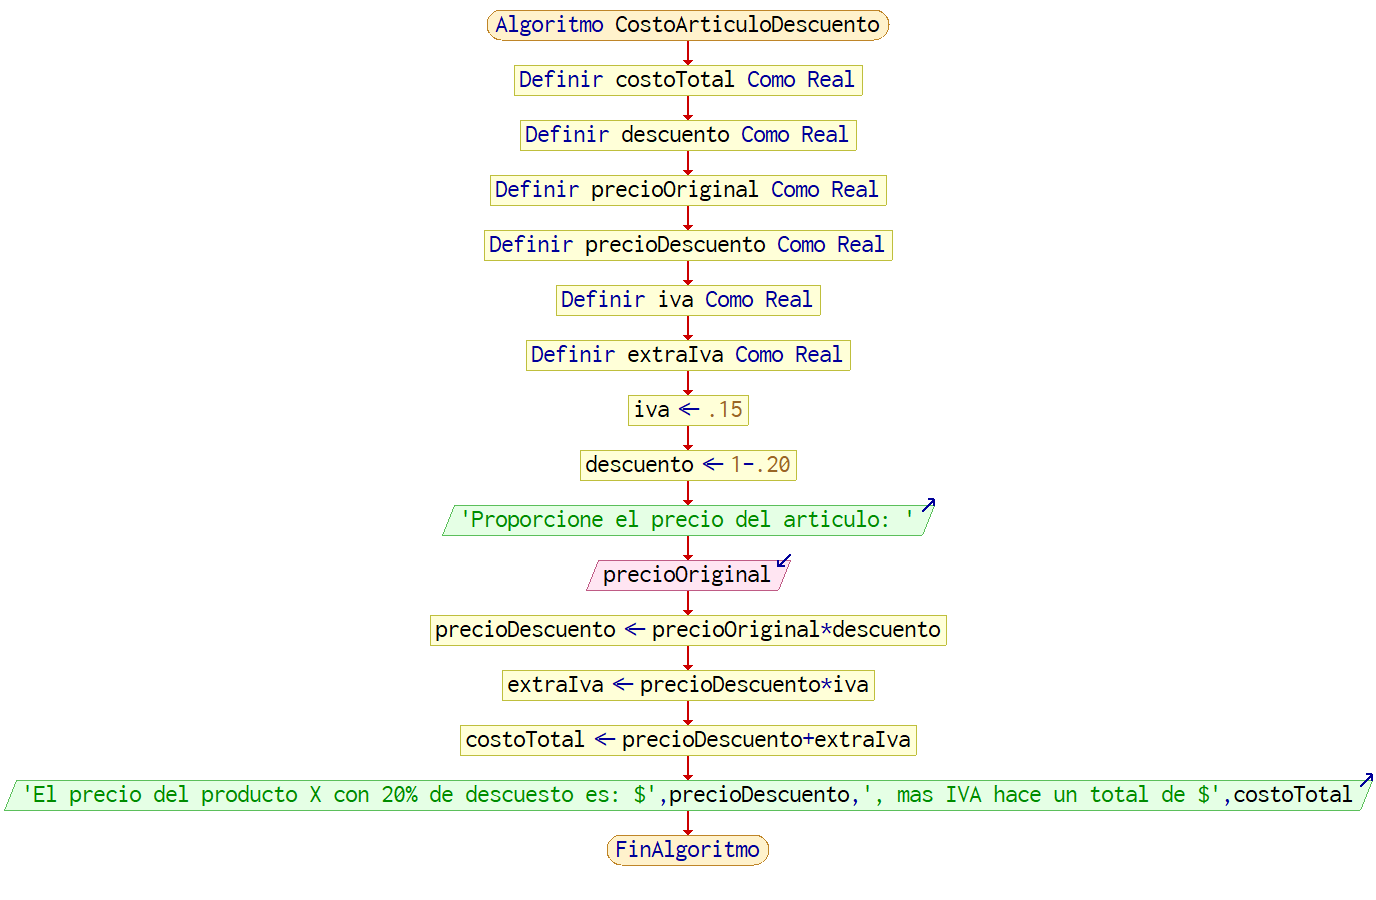 Algoritmo CostoArticuloDescuento
Definir costoTotal Como Real
Definir descuento Como Real
Definir precioOriginal Como Real
Definir precioDescuento Como Real
Definir iva Como Real
Definir extraIva Como Real
iva ← .15
descuento ← 1-.20
'Proporcione el precio del articulo: '
precioOriginal
precioDescuento ← precioOriginal*descuento
extraIva ← precioDescuento*iva
costoTotal ← precioDescuento+extraIva
'El precio del producto X con 20% de descuesto es: $',precioDescuento,', mas IVA hace un total de $',costoTotal
FinAlgoritmo